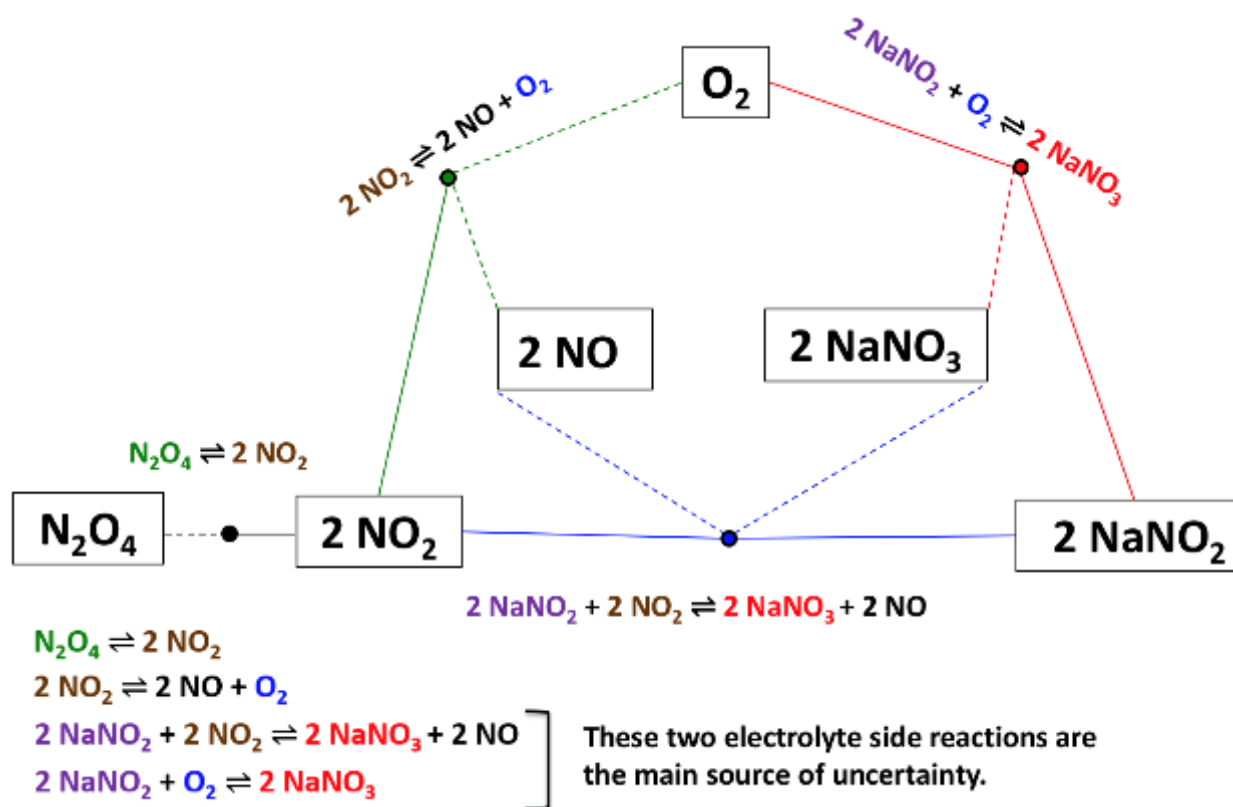 O₂
2 NO₂ ⇌ 2 NO + O₂
2 NaNO₂ + O₂ ⇌ 2 NaNO₃
2 NO
2 NaNO₃
N₂O₄ ⇌ 2 NO₂
N₂O₄
2 NO₂
2 NaNO₂
2 NaNO₂ + 2 NO₂ ⇌ 2 NaNO₃ + 2 NO
N₂O₄ ⇌ 2 NO₂
2 NO₂ ⇌ 2 NO + O₂
2 NaNO₂ + 2 NO₂ ⇌ 2 NaNO₃ + 2 NO
2 NaNO₂ + O₂ ⇌ 2 NaNO₃
These two electrolyte side reactions are
the main source of uncertainty.